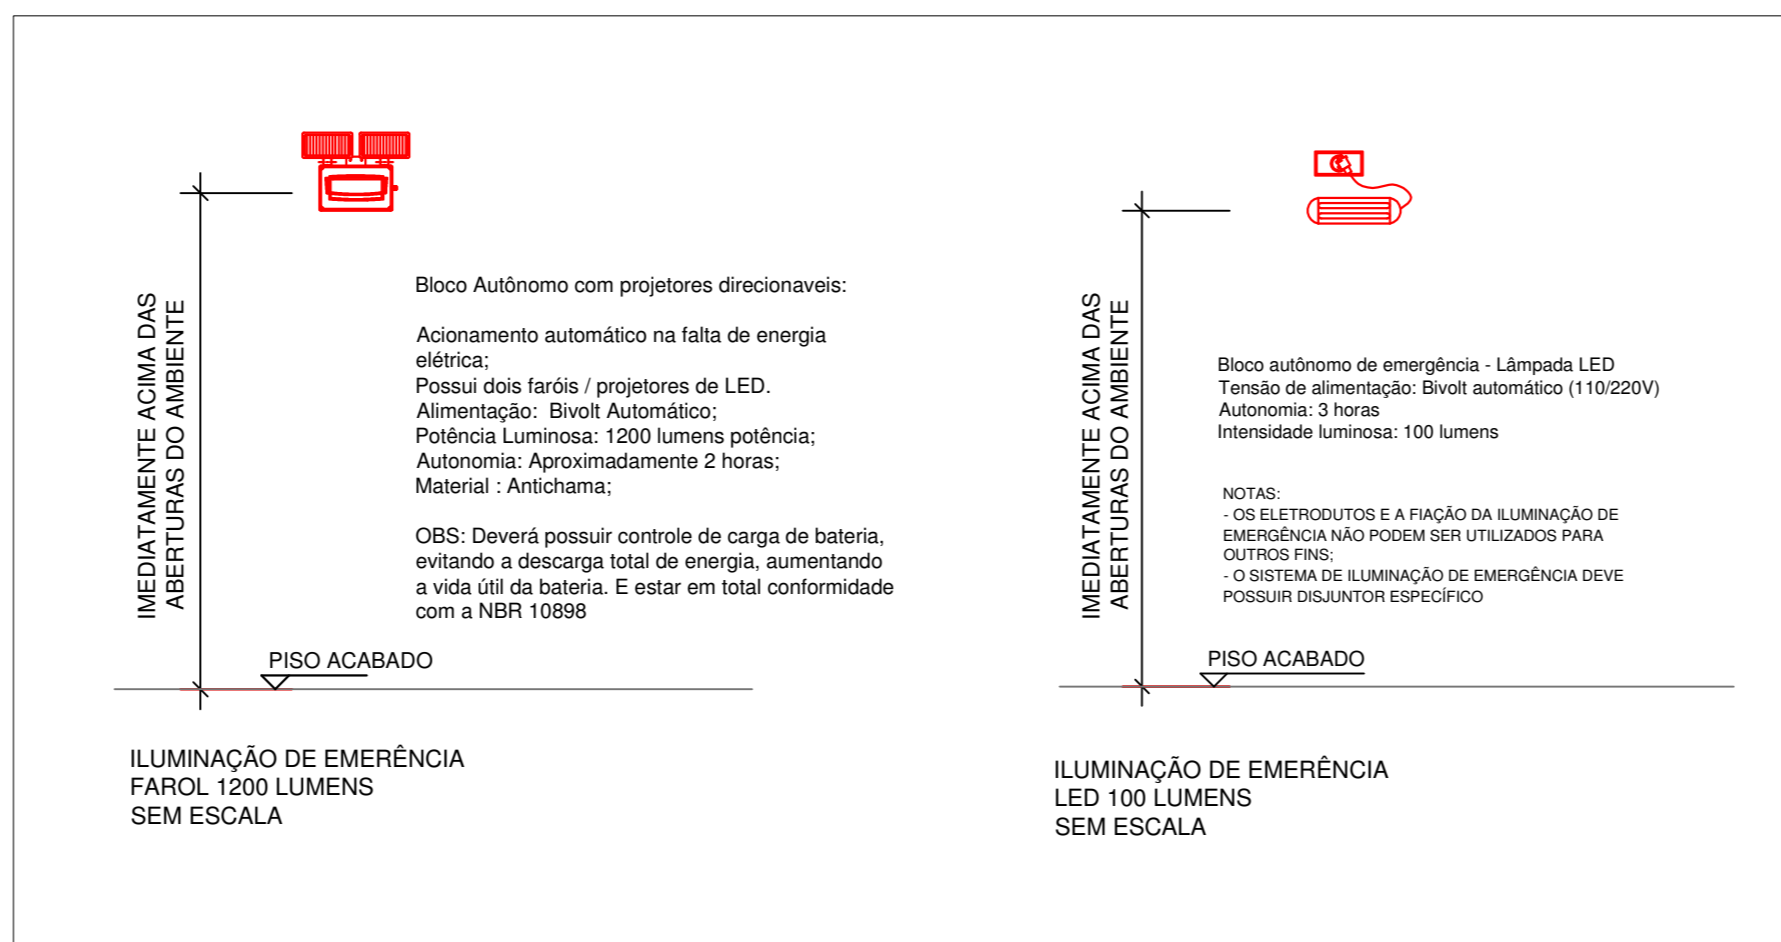 IMEDIATAMENTE ACIMA DAS
ABERTURAS DO AMBIENTE
Bloco Autônomo com projetores direcionaveis:
Acionamento automático na falta de energia
elétrica;
Possui dois faróis / projetores de LED.
Alimentação: Bivolt Automático;
Potência Luminosa: 1200 lumens potência;
Autonomia: Aproximadamente 2 horas;
Material : Antichama;
OBS: Deverá possuir controle de carga de bateria,
evitando a descarga total de energia, aumentando
a vida útil da bateria. E estar em total conformidade
com a NBR 10898
PISO ACABADO
ILUMINAÇÃO DE EMERÊNCIA
FAROL 1200 LUMENS
SEM ESCALA
IMEDIATAMENTE ACIMA DAS
ABERTURAS DO AMBIENTE
Bloco autônomo de emergência - Lâmpada LED
Tensão de alimentação: Bivolt automático (110/220V)
Autonomia: 3 horas
Intensidade luminosa: 100 lumens
NOTAS:
- OS ELETRODUTOS E A FIAÇÃO DA ILUMINAÇÃO DE
EMERGÊNCIA NÃO PODEM SER UTILIZADOS PARA
OUTROS FINS;
- O SISTEMA DE ILUMINAÇÃO DE EMERGÊNCIA DEVE
POSSUIR DISJUNTOR ESPECÍFICO
PISO ACABADO
ILUMINAÇÃO DE EMERÊNCIA
LED 100 LUMENS
SEM ESCALA